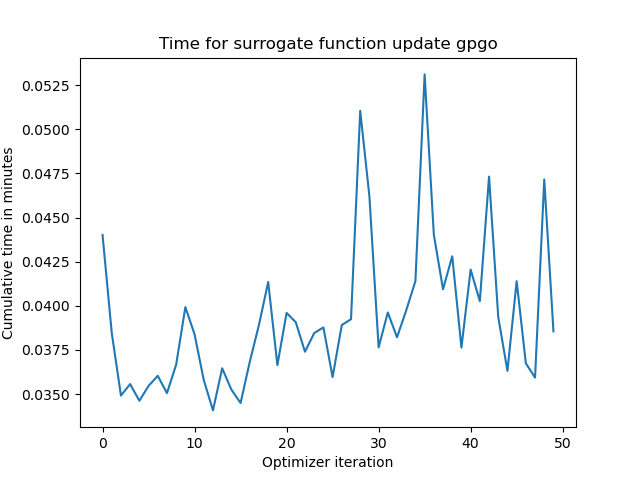 Time for surrogate function update gpgo
Cumulative time in minutes
0.0525
0.0500
0.0475
0.0450
0.0425
0.0400
0.0375
0.0350
0 10 20 30 40 50
Optimizer iteration